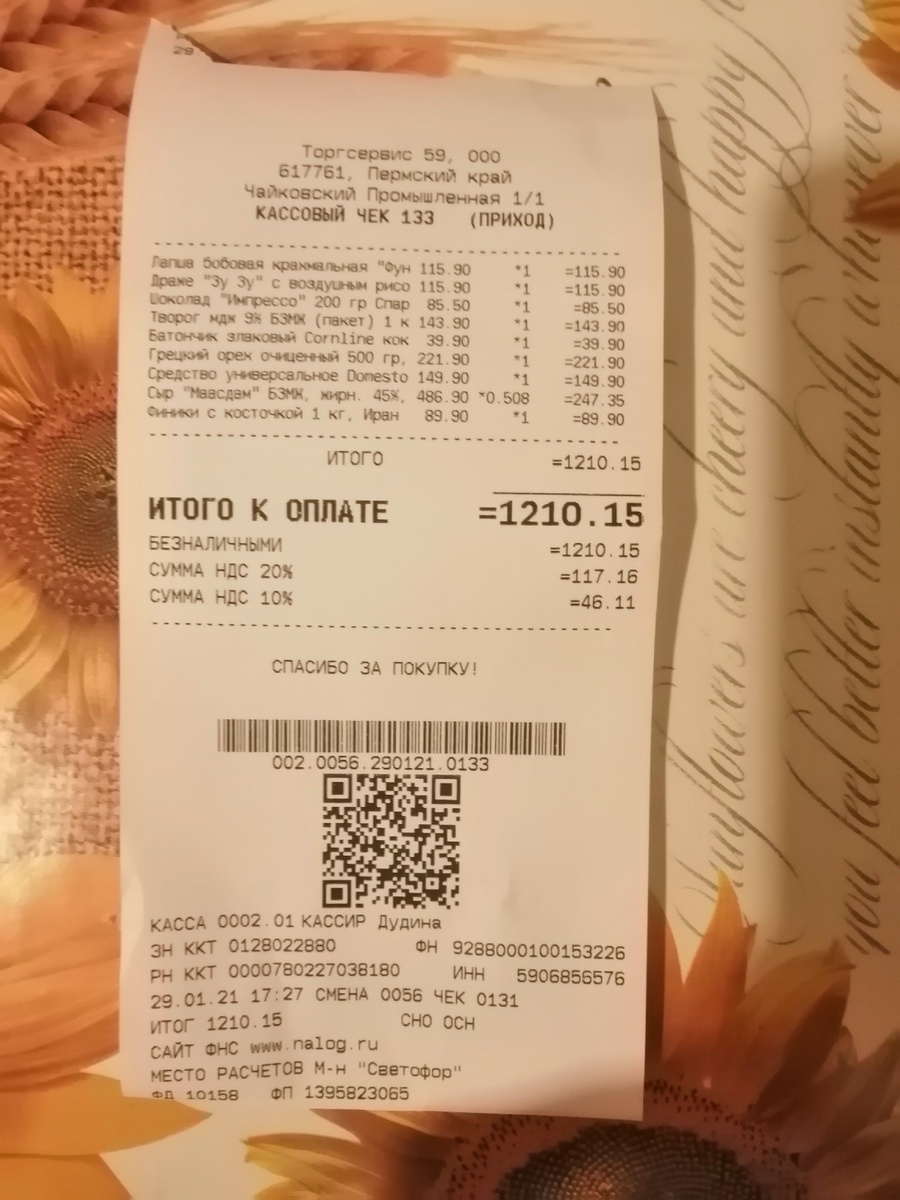 29
Торгсервис 59, ООО
617761, Пермский край
Чайковский Промышленная 1/1
КАССОВЫЙ ЧЕК 133 (ПРИХОД)
Лапша бобовая крахмальная "Фун 115.90 *1 =115.90
Драже "Зу Зу" с воздушным рисо 115.90 *1 =115.90
Шоколад "Импрессо" 200 гр Спар 85.50 *1 =85.50
Творог мдж 9% БЗМЖ (пакет) 1 к 143.90 *1 =143.90
Батончик злаковый Cornline кок 39.90 *1 =39.90
Грецкий орех очищенный 500 гр, 221.90 *1 =221.90
Средство универсальное Domesto 149.90 *1 =149.90
Сыр "Маасдам" БЗМЖ, жирн. 45%, 486.90 *0.508 =247.35
Финики с косточкой 1 кг, Иран 89.90 *1 =89.90
ИТОГО =1210.15
ИТОГО К ОПЛАТЕ =1210.15
БЕЗНАЛИЧНЫМИ =1210.15
СУММА НДС 20% =117.16
СУММА НДС 10% =46.11
СПАСИБО ЗА ПОКУПКУ!
002.0056.290121.0133
КАССА 0002.01 КАССИР Дудина
ЗН ККТ 0128022880 ФН 9288000100153226
РН ККТ 0000780227038180 ИНН 5906856576
29.01.21 17:27 СМЕНА 0056 ЧЕК 0131
ИТОГ 1210.15 СНО ОСН
САЙТ ФНС www.nalog.ru
МЕСТО РАСЧЕТОВ М-н "Светофор"
ФД 10158 ФП 1395823065
Sunflowers are cheery and happy
you feel better instantly whenever